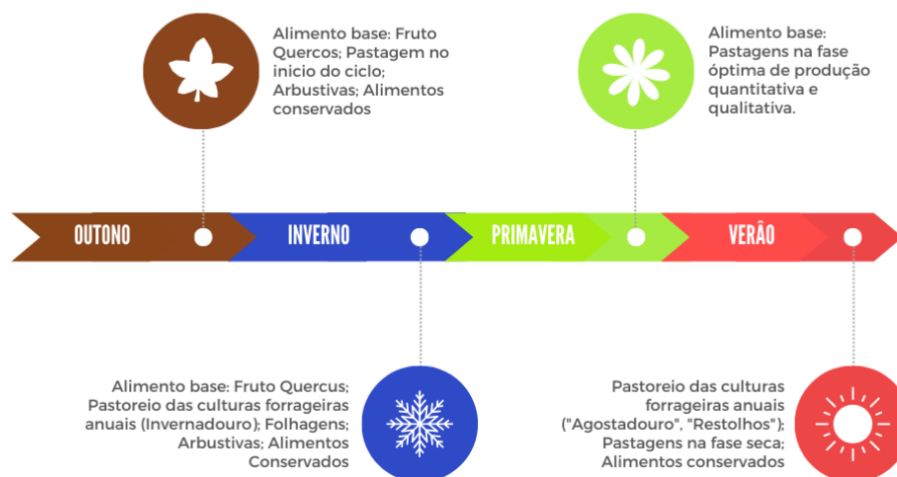 Alimento base: Fruto
Quercos; Pastagem no
inicio do ciclo;
Arbustivas; Alimentos
conservados
Alimento base:
Pastagens na fase
óptima de produção
quantitativa e
qualitativa.
OUTONO
INVERNO
PRIMAVERA
VERÂO
Alimento base: Fruto Quercus;
Pastoreio das culturas forrageiras
anuais (Invernadouro); Folhagens;
Arbustivas; Alimentos
Conservados
Pastoreio das culturas
forrageiras anuais
("Agostadouro", "Restolhos");
Pastagens na fase seca;
Alimentos conservados